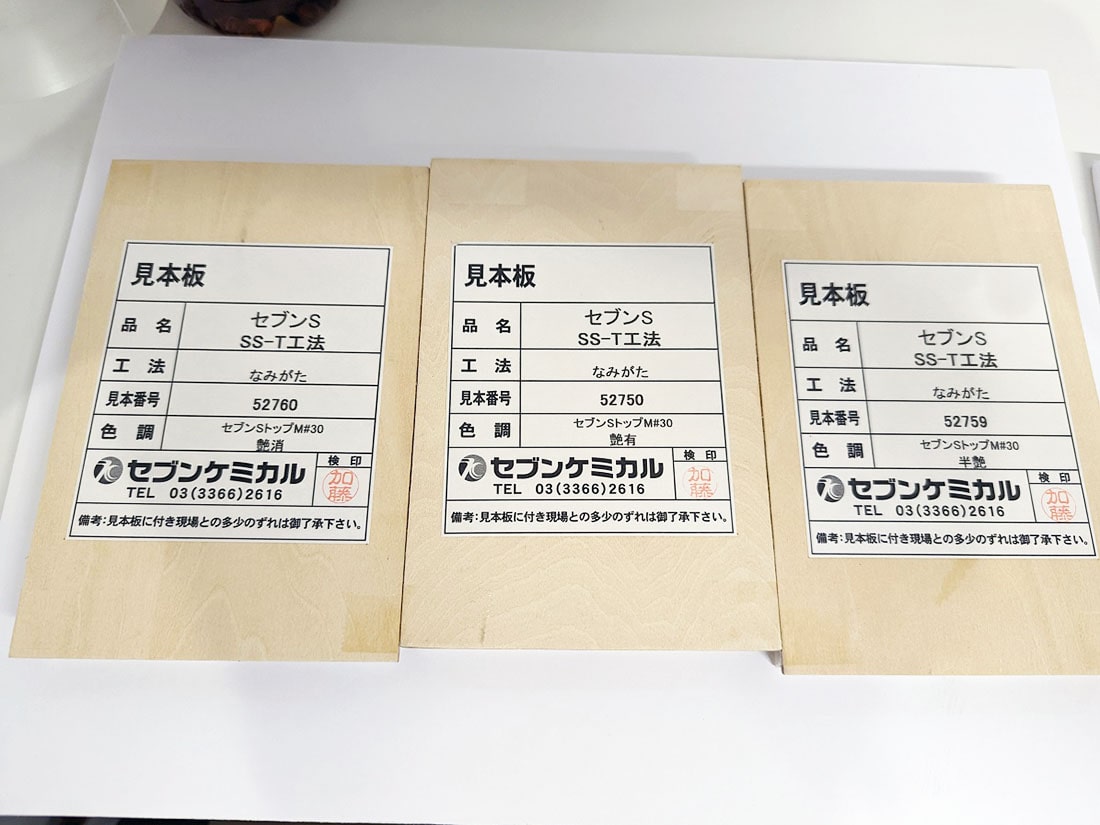 見本板
品 名 セブンS
SS-T工法
工 法 なみがた
見本番号 52760
色 調 セブンSトップM#30
艶消
セブンケミカル
検 印
加藤
TEL 03(3366)2616
備考:見本板に付き現場との多少のずれは御了承下さい。
見本板
品 名 セブンS
SS-T工法
工 法 なみがた
見本番号 52750
色 調 セブンSトップM#30
艶有
セブンケミカル
検 印
加藤
TEL 03(3366)2616
備考:見本板に付き現場との多少のずれは御了承下さい。
見本板
品 名 セブンS
SS-T工法
工 法 なみがた
見本番号 52759
色 調 セブンSトップM#30
半艶
セブンケミカル
検 印
加藤
TEL 03(3366)2616
備考:見本板に付き現場との多少のずれは御了承下さい。